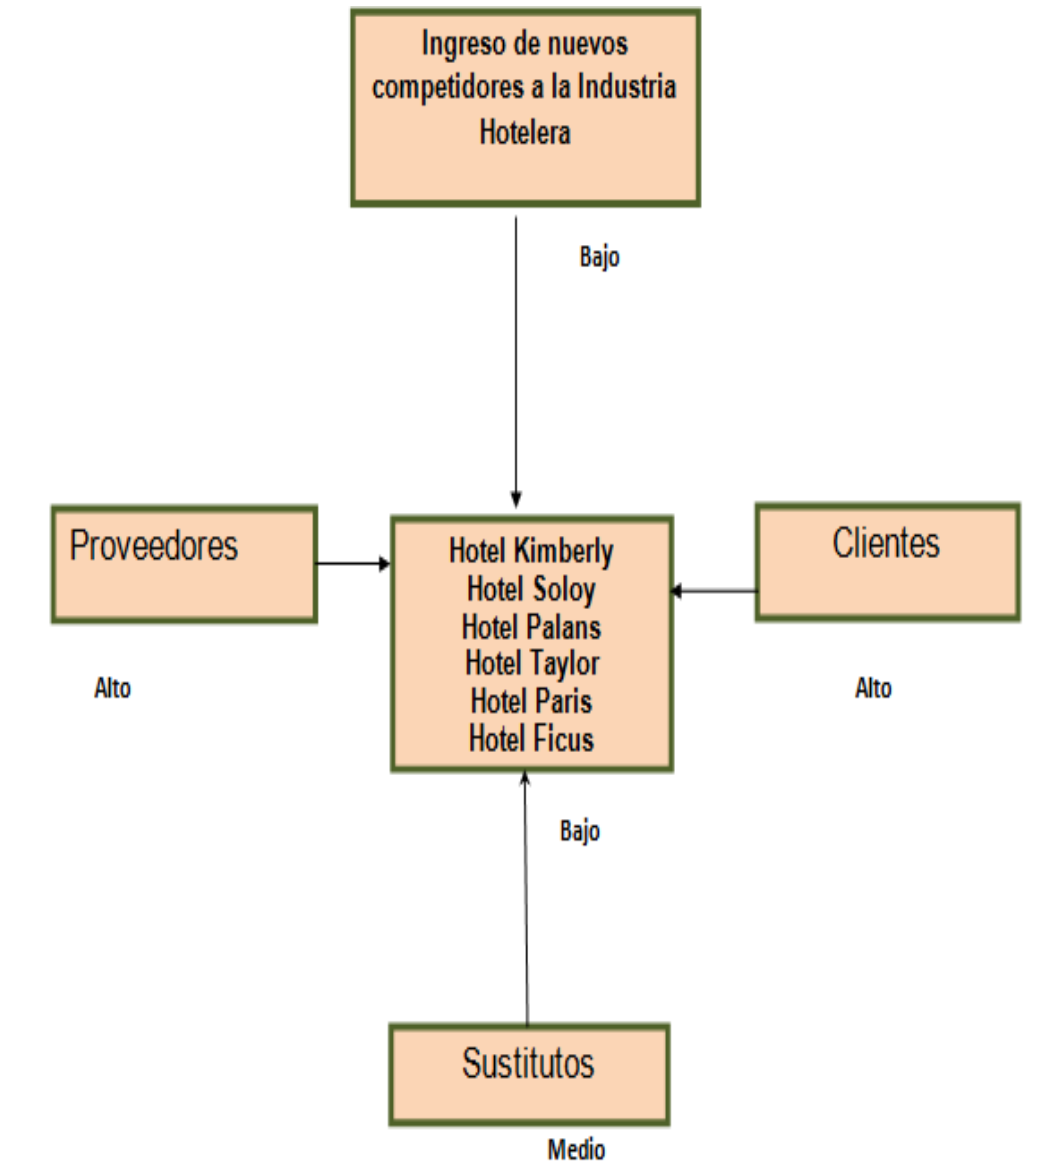 Ingreso de nuevos
competidores a la Industria
Hotelera
Bajo
Proveedores
Alto
Hotel Kimberly
Hotel Soloy
Hotel Palans
Hotel Taylor
Hotel Paris
Hotel Ficus
Clientes
Alto
Bajo
Sustitutos
Medio